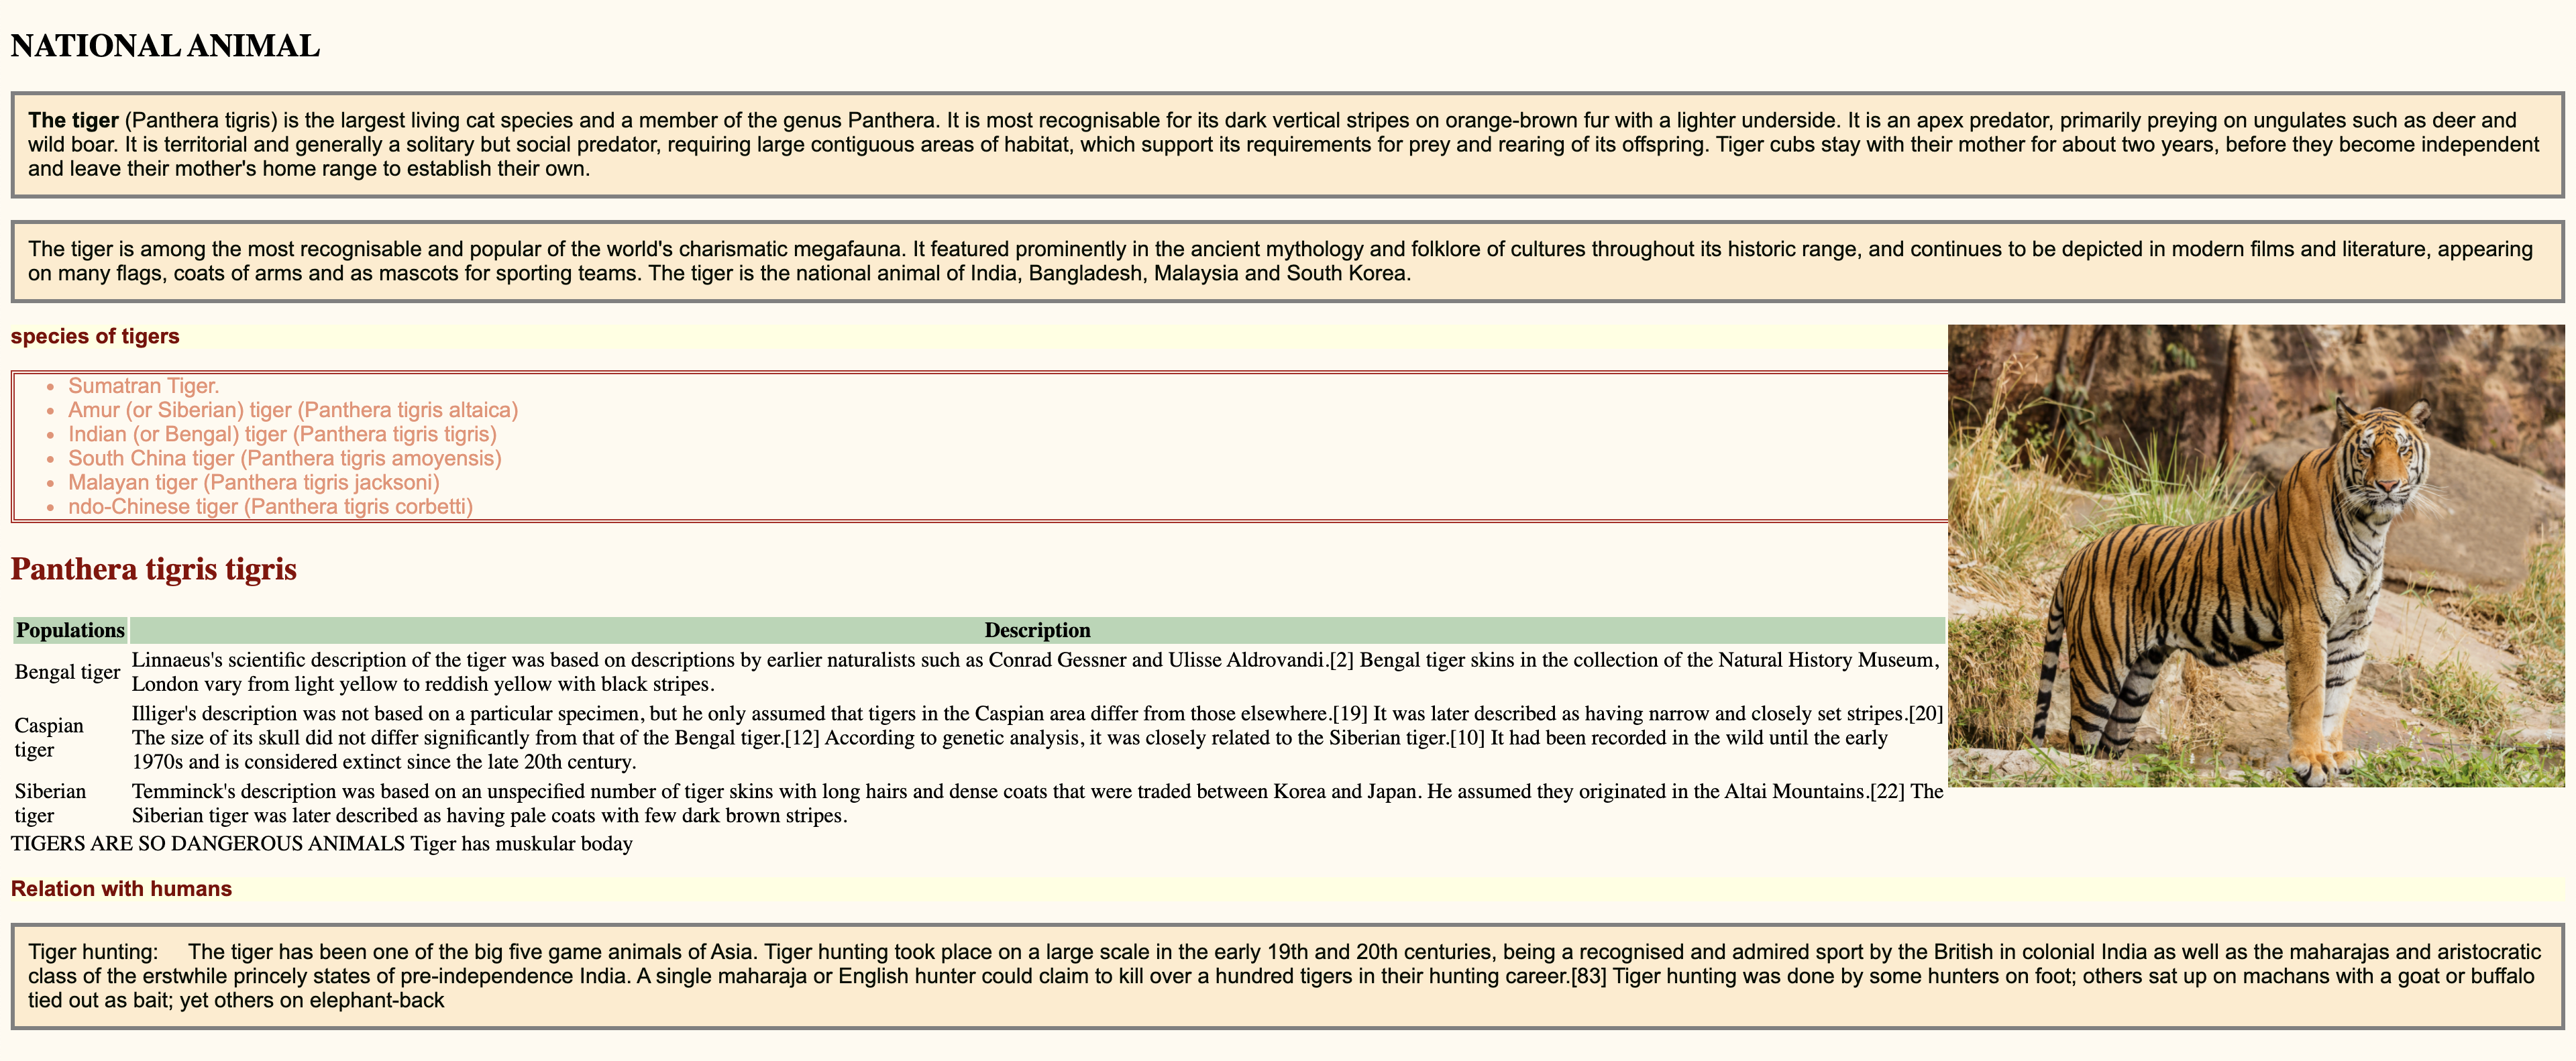 NATIONAL ANIMAL
The tiger (Panthera tigris) is the largest living cat species and a member of the genus Panthera. It is most recognisable for its dark vertical stripes on orange-brown fur with a lighter underside. It is an apex predator, primarily preying on ungulates such as deer and
wild boar. It is territorial and generally a solitary but social predator, requiring large contiguous areas of habitat, which support its requirements for prey and rearing of its offspring. Tiger cubs stay with their mother for about two years, before they become independent
and leave their mother's home range to establish their own.
The tiger is among the most recognisable and popular of the world's charismatic megafauna. It featured prominently in the ancient mythology and folklore of cultures throughout its historic range, and continues to be depicted in modern films and literature, appearing
on many flags, coats of arms and as mascots for sporting teams. The tiger is the national animal of India, Bangladesh, Malaysia and South Korea.
species of tigers
• Sumatran Tiger.
• Amur (or Siberian) tiger (Panthera tigris altaica)
• Indian (or Bengal) tiger (Panthera tigris tigris)
• South China tiger (Panthera tigris amoyensis)
• Malayan tiger (Panthera tigris jacksoni)
• ndo-Chinese tiger (Panthera tigris corbetti)
Panthera tigris tigris
Populations Description
Bengal tiger Linnaeus's scientific description of the tiger was based on descriptions by earlier naturalists such as Conrad Gessner and Ulisse Aldrovandi.[2] Bengal tiger skins in the collection of the Natural History Museum,
London vary from light yellow to reddish yellow with black stripes.
Caspian
tiger
Illiger's description was not based on a particular specimen, but he only assumed that tigers in the Caspian area differ from those elsewhere.[19] It was later described as having narrow and closely set stripes.[20]
The size of its skull did not differ significantly from that of the Bengal tiger.[12] According to genetic analysis, it was closely related to the Siberian tiger.[10] It had been recorded in the wild until the early
1970s and is considered extinct since the late 20th century.
Siberian
tiger
Temminck's description was based on an unspecified number of tiger skins with long hairs and dense coats that were traded between Korea and Japan. He assumed they originated in the Altai Mountains.[22] The
Siberian tiger was later described as having pale coats with few dark brown stripes.
TIGERS ARE SO DANGEROUS ANIMALS Tiger has muskular boday
Relation with humans
Tiger hunting: The tiger has been one of the big five game animals of Asia. Tiger hunting took place on a large scale in the early 19th and 20th centuries, being a recognised and admired sport by the British in colonial India as well as the maharajas and aristocratic
class of the erstwhile princely states of pre-independence India. A single maharaja or English hunter could claim to kill over a hundred tigers in their hunting career.[83] Tiger hunting was done by some hunters on foot; others sat up on machans with a goat or buffalo
tied out as bait; yet others on elephant-back